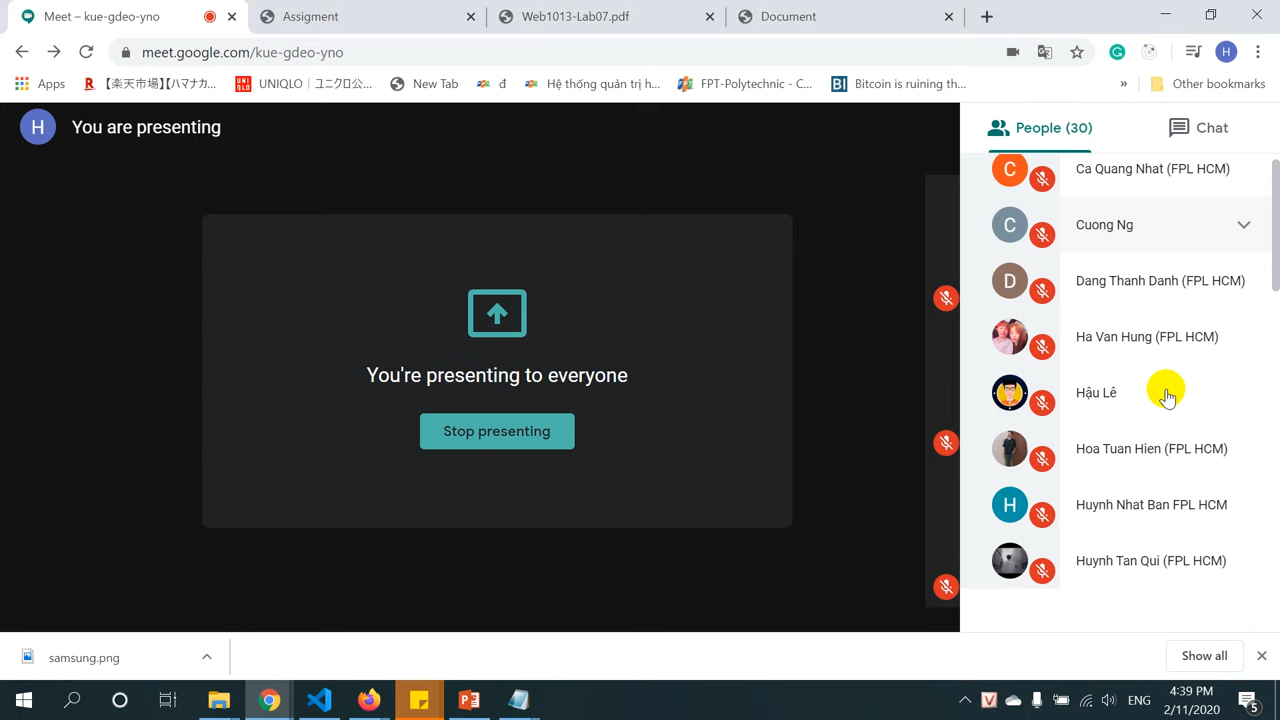 Meet – kue-gdeo-yno
Assigment
Web1013-Lab07.pdf
Document
meet.google.com/kue-gdeo-yno
H
Apps
R
【楽天市場】【ハマナカ...
UNIQLO｜ユニクロ公...
New Tab
đ
Hệ thống quản trị h...
FPT-Polytechnic - C...
BI
Bitcoin is ruining th...
»
Other bookmarks
H
You are presenting
People (30)
Chat
C
Ca Quang Nhat (FPL HCM)
C
Cuong Ng
D
Dang Thanh Danh (FPL HCM)
Ha Van Hung (FPL HCM)
Hậu Lê
Hoa Tuan Hien (FPL HCM)
H
Huynh Nhat Ban FPL HCM
Huynh Tan Qui (FPL HCM)
You're presenting to everyone
Stop presenting
samsung.png
Show all
V
ENG
4:39 PM
2/11/2020
5